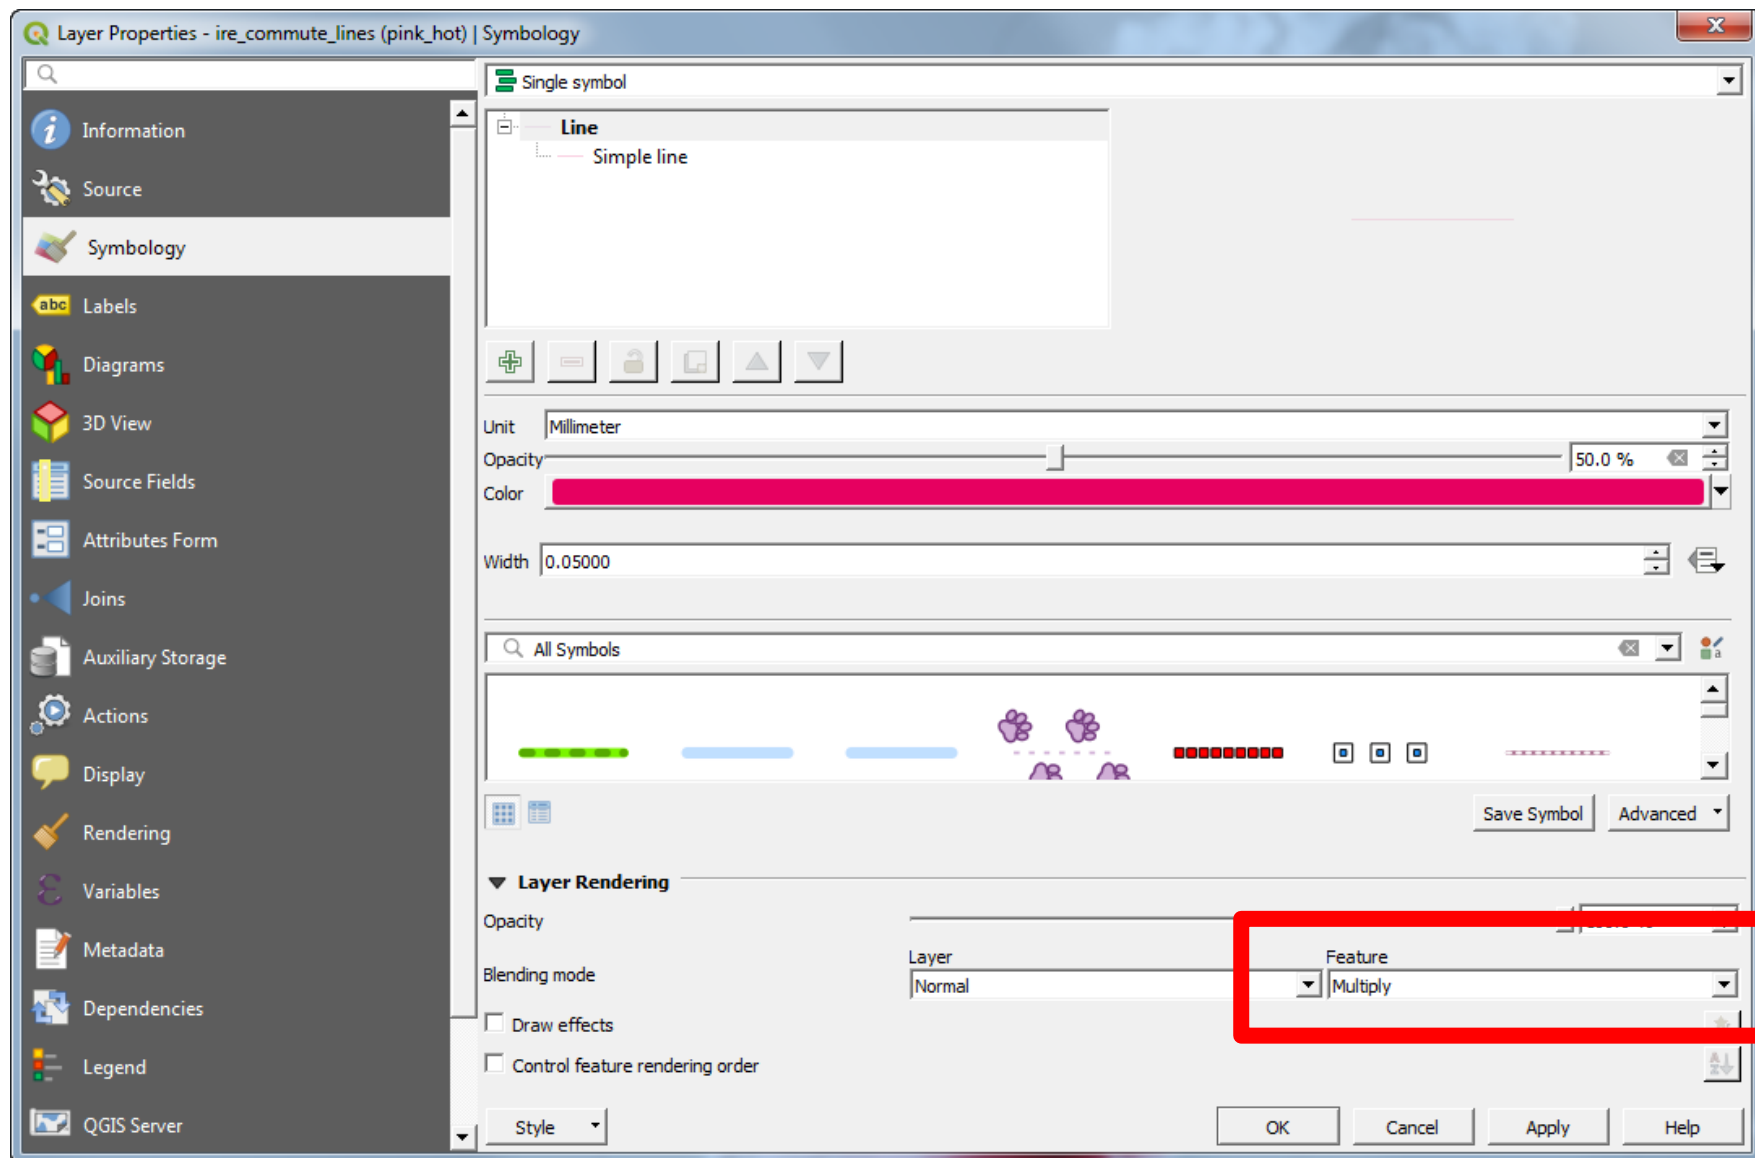 Layer Properties - ire_commute_lines (pink_hot) | Symbology
Single symbol
Information
Source
Symbology
abc Labels
Diagrams
3D View
Source Fields
Attributes Form
Joins
Auxiliary Storage
Actions
Display
Rendering
Variables
Metadata
Dependencies
Legend
QGIS Server
Line
Simple line
Unit Millimeter
Opacity 50.0 %
Color
Width 0.05000
All Symbols
Save Symbol Advanced
Layer Rendering
Opacity
Layer Feature
Blending mode Normal Multiply
Draw effects
Control feature rendering order
Style OK Cancel Apply Help